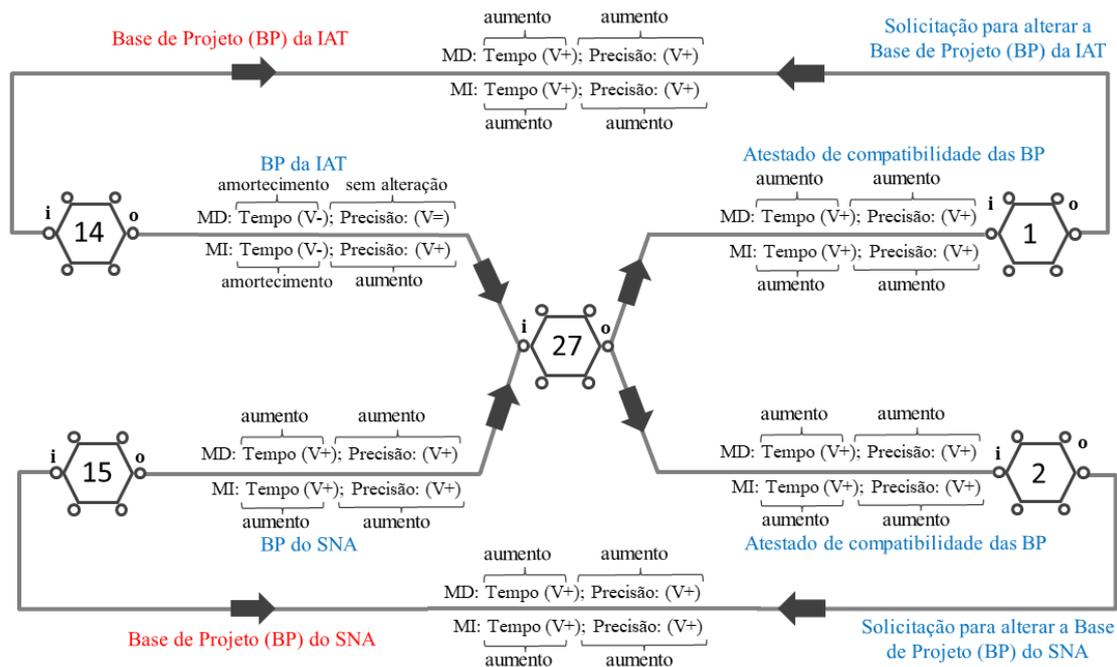 aumento aumento
Base de Projeto (BP) da IAT
MD: Tempo (V+); Precisão: (V+)
MI: Tempo (V+); Precisão: (V+)
aumento aumento
Solicitação para alterar a
Base de Projeto (BP) da IAT
BP da IAT
amortecimento sem alteração
MD: Tempo (V-); Precisão: (V=)
MI: Tempo (V-); Precisão: (V+)
amortecimento aumento
i 14 o
Atestado de compatibilidade das BP
aumento aumento
MD: Tempo (V+); Precisão: (V+)
MI: Tempo (V+); Precisão: (V+)
aumento aumento
i 1 o
i 27 o
aumento aumento
MD: Tempo (V+); Precisão: (V+)
MI: Tempo (V+); Precisão: (V+)
aumento aumento
BP do SNA
i 15 o
aumento aumento
MD: Tempo (V+); Precisão: (V+)
MI: Tempo (V+); Precisão: (V+)
aumento aumento
Atestado de compatibilidade das BP
i 2 o
aumento aumento
MD: Tempo (V+); Precisão: (V+)
MI: Tempo (V+); Precisão: (V+)
aumento aumento
Base de Projeto (BP) do SNA
Solicitação para alterar a Base
de Projeto (BP) do SNA